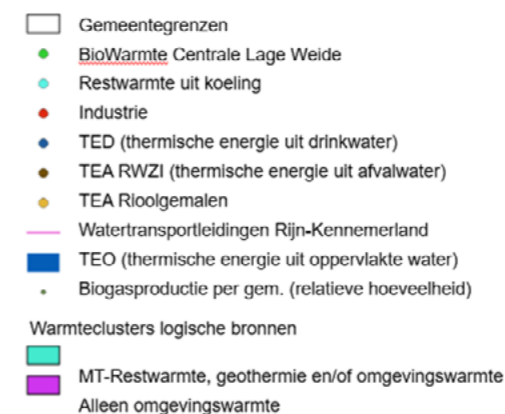 Gemeentegrenzen
BioWarmte Centrale Lage Weide
Restwarmte uit koeling
Industrie
TED (thermische energie uit drinkwater)
TEA RWZI (thermische energie uit afvalwater)
TEA Rioolgemalen
Watertransportleidingen Rijn-Kennemerland
TEO (thermische energie uit oppervlakte water)
Biogasproductie per gem. (relatieve hoeveelheid)
Warmteclusters logische bronnen
MT-Restwarmte, geothermie en/of omgevingswarmte
Alleen omgevingswarmte